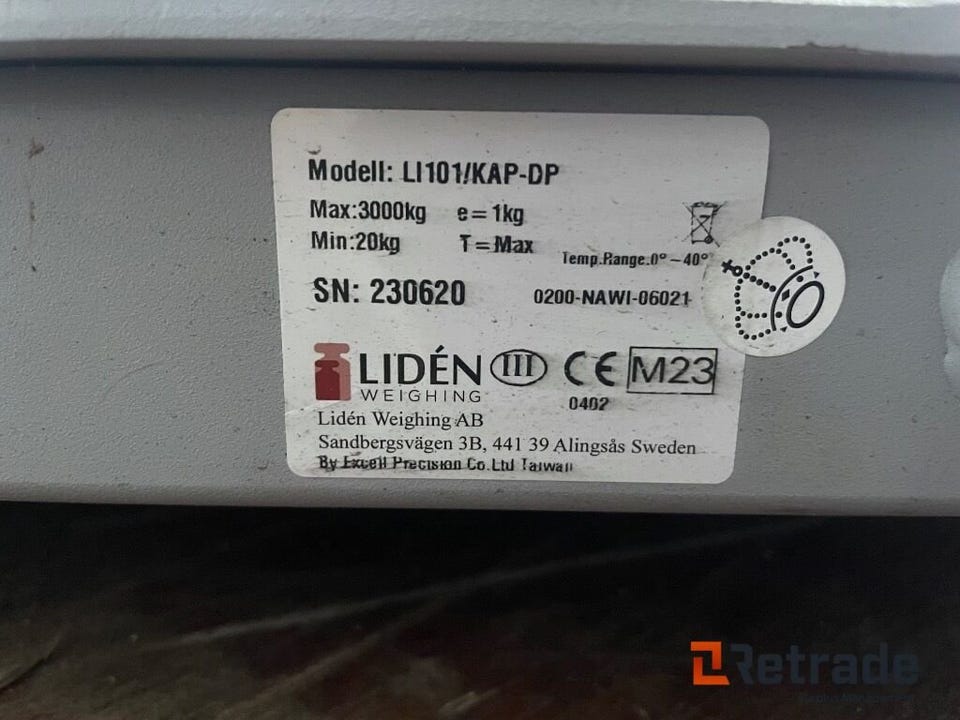 Modell: LI101/KAP-DP
Max:3000kg e=1kg
Min:20kg T=Max
Temp.Range.0°-40°
SN: 230620 0200-NAWI-06021
LIDÉN III CE M23
WEIGHING 0402
Lidén Weighing AB
Sandbergsvägen 3B, 441 39 Alingsås Sweden
By Excell Precision Co.Ltd Taiwan
Retrade